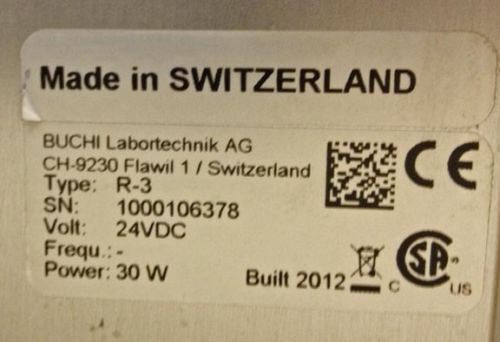 Made in SWITZERLAND
BUCHI Labortechnik AG
CH-9230 Flawil 1 / Switzerland
Type: R-3
SN: 1000106378
Volt: 24VDC
Frequ.: -
Power: 30 W
Built 2012
CE
C SA US